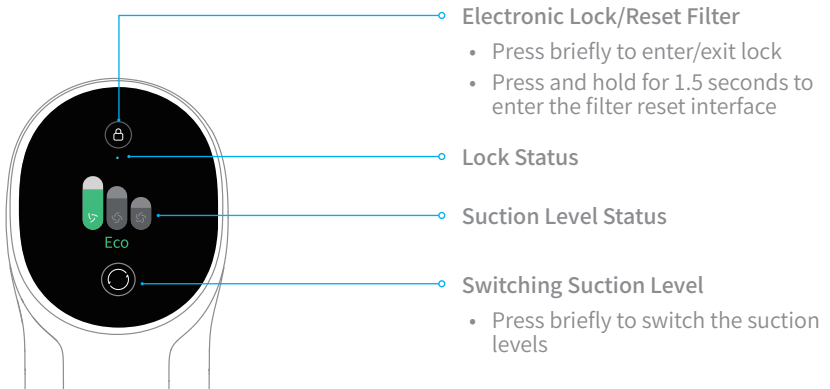 Electronic Lock/Reset Filter
• Press briefly to enter/exit lock
• Press and hold for 1.5 seconds to
enter the filter reset interface
Lock Status
Suction Level Status
Eco
Switching Suction Level
• Press briefly to switch the suction
levels